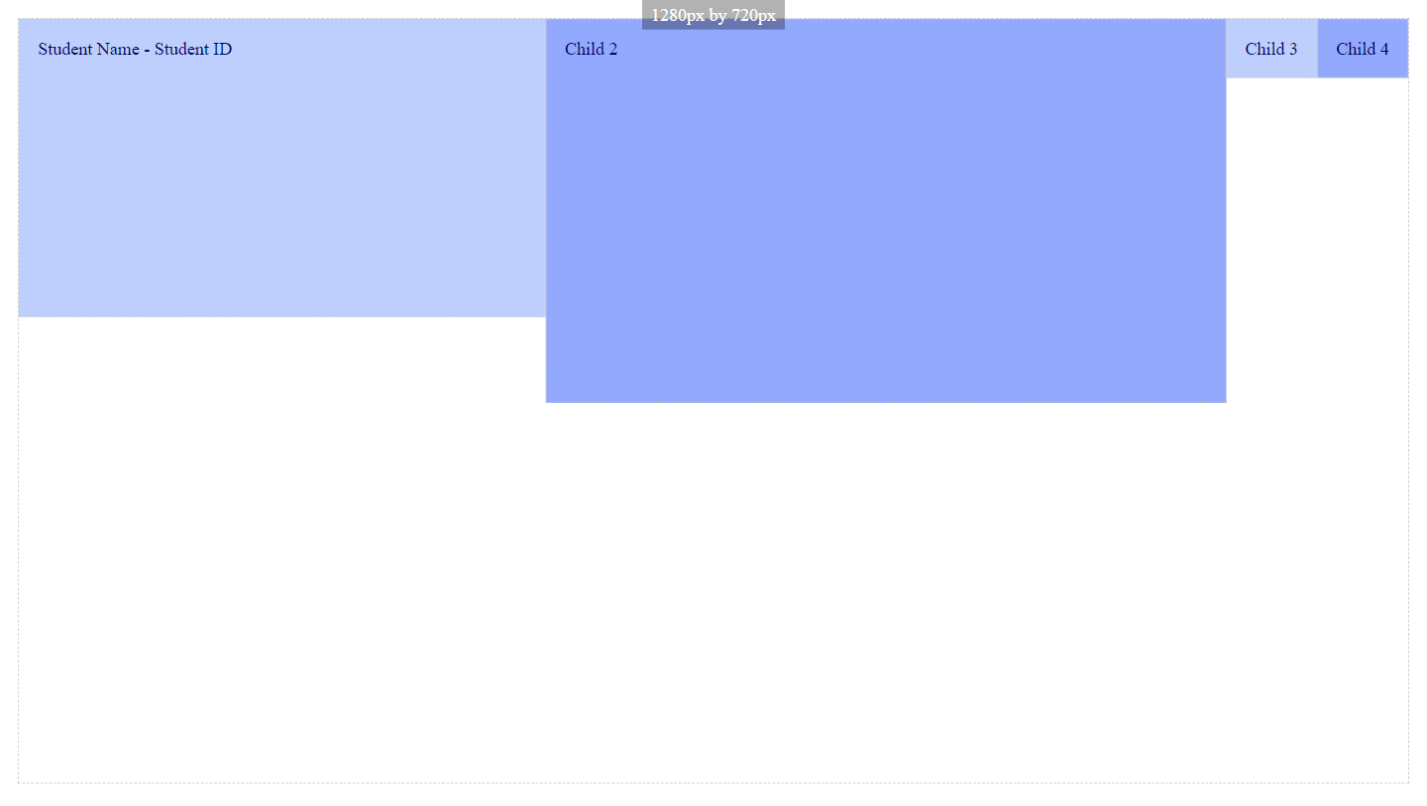 1280px by 720px
Student Name - Student ID
Child 2
Child 3
Child 4